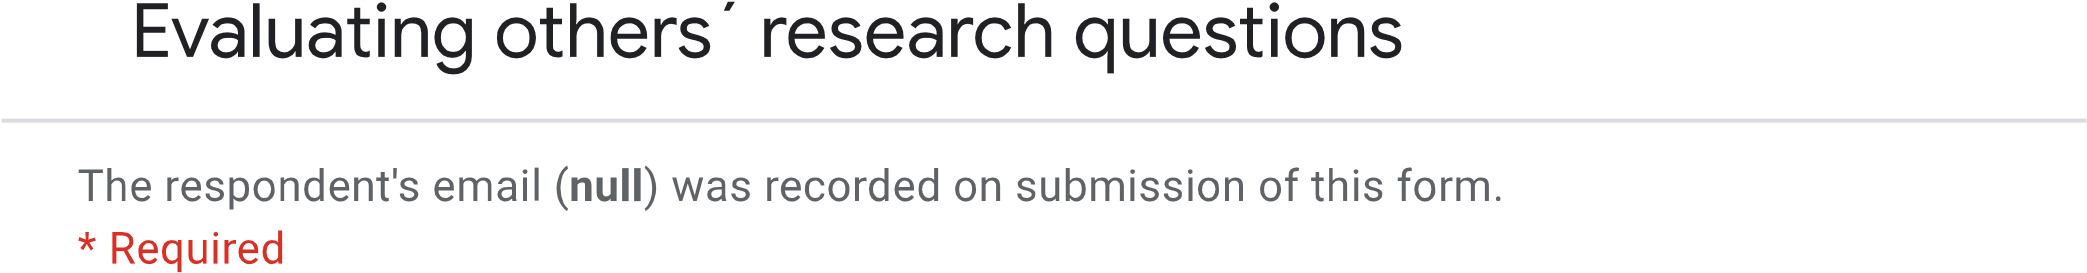 Evaluating others´ research questions
The respondent's email (null) was recorded on submission of this form.
* Required